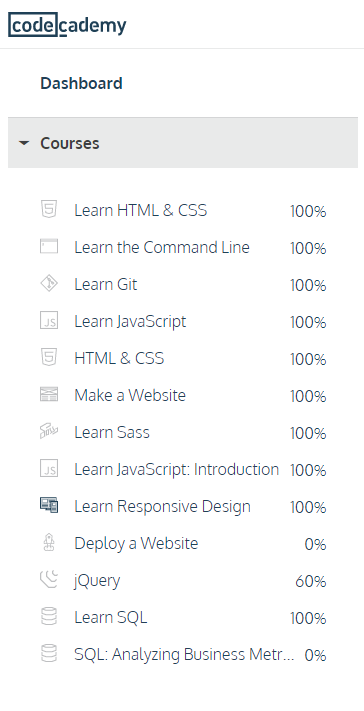 codecademy
Dashboard
Courses
Learn HTML & CSS 100%
Learn the Command Line 100%
Learn Git 100%
JS Learn JavaScript 100%
HTML & CSS 100%
Make a Website 100%
Learn Sass 100%
JS Learn JavaScript: Introduction 100%
Learn Responsive Design 100%
Deploy a Website 0%
jQuery 60%
Learn SQL 100%
SQL: Analyzing Business Metr... 0%